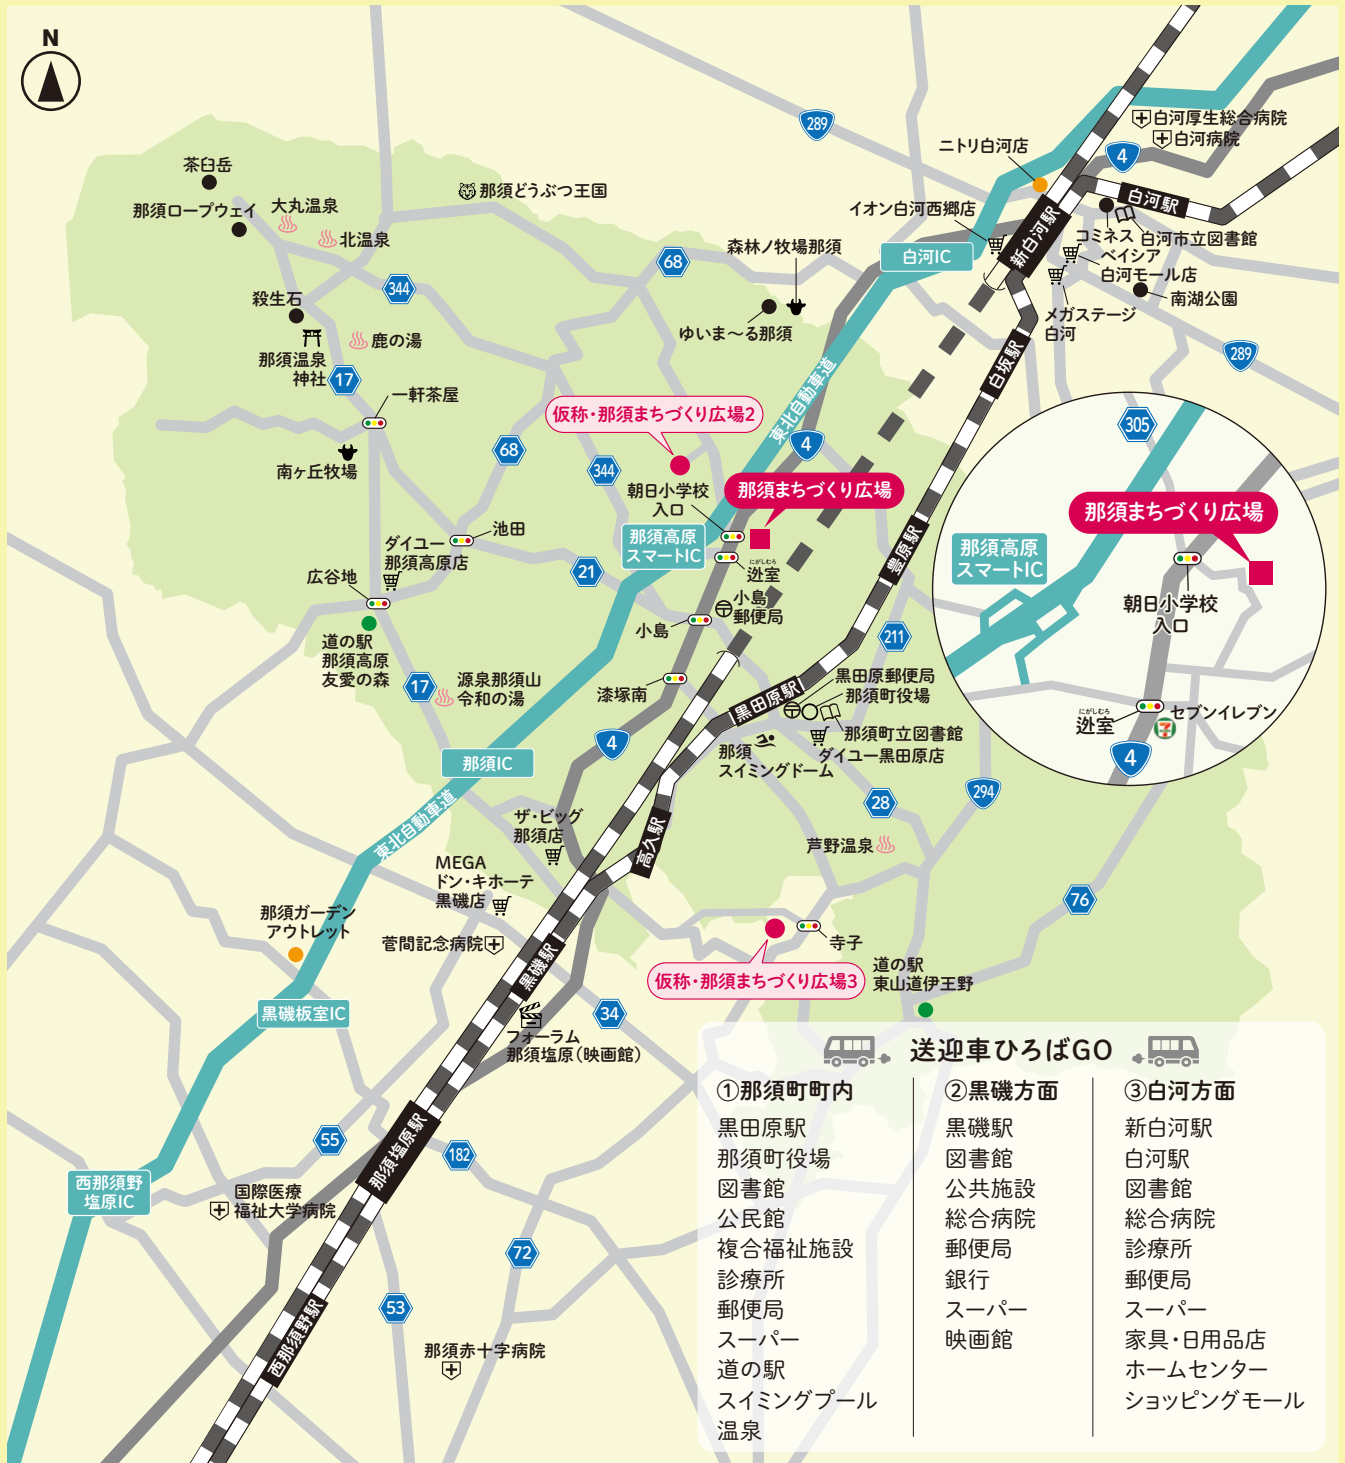 N
289
白河厚生総合病院
白河病院
ニトリ白河店
4
茶臼岳
那須どうぶつ王国
白河駅
那須ロープウェイ
大丸温泉
北温泉
イオン白河西郷店
新白河駅
コミネス
白河市立図書館
森林ノ牧場那須
白河IC
ベイシア
白河モール店
68
344
南湖公園
殺生石
ゆいま〜る那須
メガステージ
白河
鹿の湯
那須温泉
神社
289
17
白坂駅
東北自動車道
一軒茶屋
仮称・那須まちづくり広場2
305
4
68
南ヶ丘牧場
344
朝日小学校
入口
那須まちづくり広場
那須まちづくり広場
池田
那須高原
スマートIC
豊原駅
那須高原
スマートIC
ダイユー
那須高原店
にがしむろ
逃室
広谷地
21
小島
郵便局
朝日小学校
入口
小島
道の駅
那須高原
友愛の森
211
17
源泉那須山
令和の湯
漆塚南
黒田原郵便局
那須町役場
黒田原駅
にがしむろ
逃室
セブンイレブン
那須町立図書館
4
那須
スイミングドーム
ダイユー黒田原店
4
那須IC
294
28
東北自動車道
ザ・ビッグ
那須店
高久駅
芦野温泉
MEGA
ドン・キホーテ
黒磯店
76
那須ガーデン
アウトレット
菅間記念病院
寺子
黒磯駅
仮称・那須まちづくり広場3
道の駅
東山道伊王野
黒磯板室IC
34
フォーラム
那須塩原（映画館）
55
182
那須塩原駅
西那須野
塩原IC
国際医療
福祉大学病院
72
53
西那須野駅
那須赤十字病院
送迎車ひろばGO
①那須町町内
黒田原駅
那須町役場
図書館
公民館
複合福祉施設
診療所
郵便局
スーパー
道の駅
スイミングプール
温泉
②黒磯方面
黒磯駅
図書館
公共施設
総合病院
郵便局
銀行
スーパー
映画館
③白河方面
新白河駅
白河駅
図書館
総合病院
診療所
郵便局
スーパー
家具・日用品店
ホームセンター
ショッピングモール